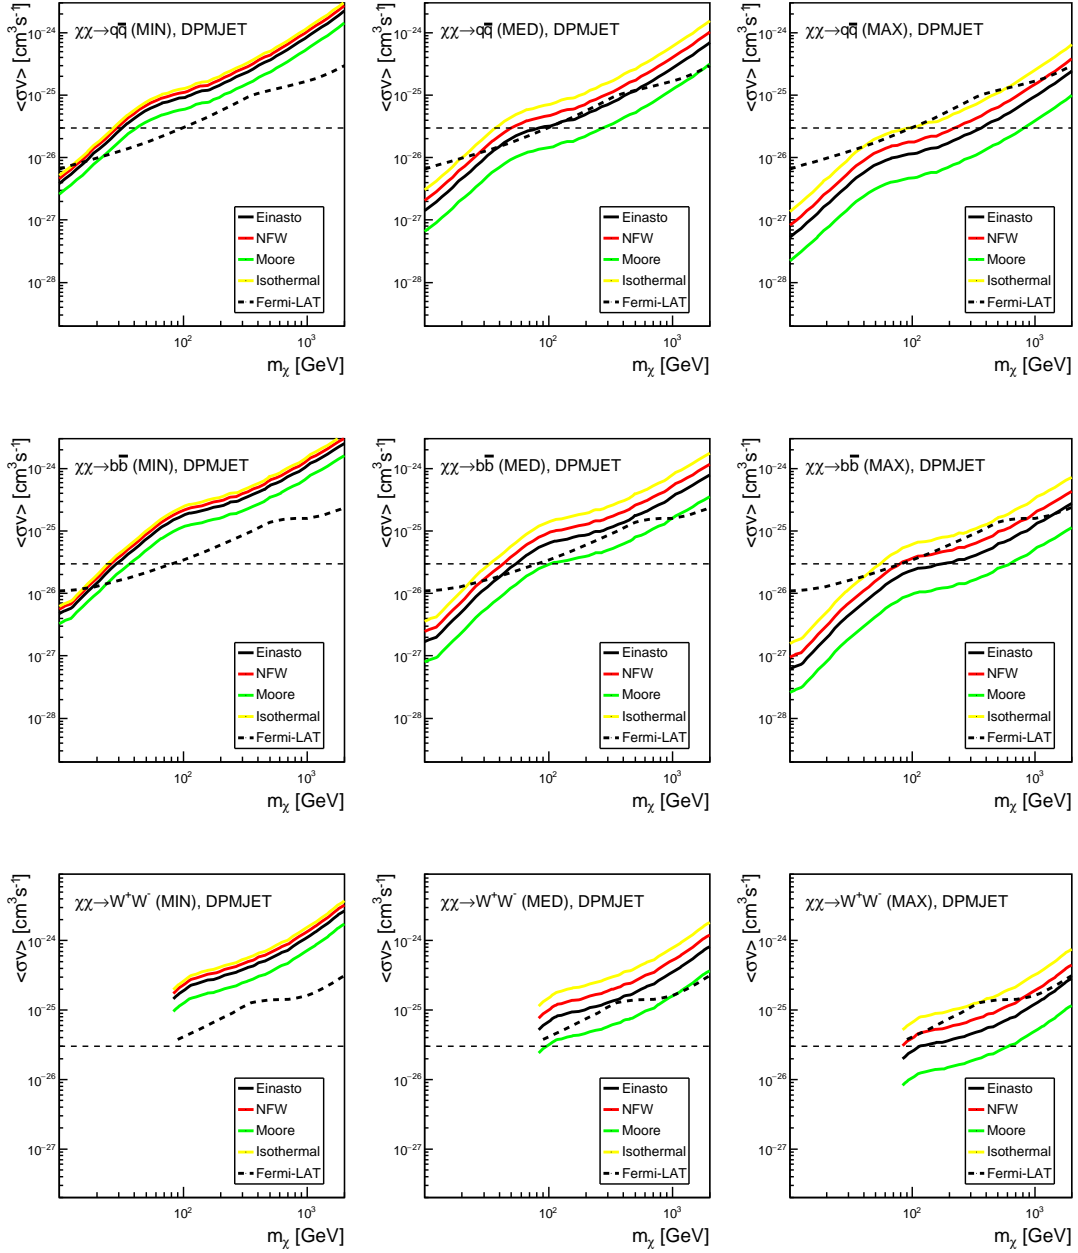 <σv> [cm³s⁻¹]
χχ→qq̅ (MIN), DPMJET
10⁻²⁴
10⁻²⁵
10⁻²⁶
10⁻²⁷
10⁻²⁸
Einasto
NFW
Moore
Isothermal
Fermi-LAT
10² 10³
mχ [GeV]
<σv> [cm³s⁻¹]
χχ→qq̅ (MED), DPMJET
10⁻²⁴
10⁻²⁵
10⁻²⁶
10⁻²⁷
10⁻²⁸
Einasto
NFW
Moore
Isothermal
Fermi-LAT
10² 10³
mχ [GeV]
<σv> [cm³s⁻¹]
χχ→qq̅ (MAX), DPMJET
10⁻²⁴
10⁻²⁵
10⁻²⁶
10⁻²⁷
10⁻²⁸
Einasto
NFW
Moore
Isothermal
Fermi-LAT
10² 10³
mχ [GeV]
<σv> [cm³s⁻¹]
χχ→bb̅ (MIN), DPMJET
10⁻²⁴
10⁻²⁵
10⁻²⁶
10⁻²⁷
10⁻²⁸
Einasto
NFW
Moore
Isothermal
Fermi-LAT
10² 10³
mχ [GeV]
<σv> [cm³s⁻¹]
χχ→bb̅ (MED), DPMJET
10⁻²⁴
10⁻²⁵
10⁻²⁶
10⁻²⁷
10⁻²⁸
Einasto
NFW
Moore
Isothermal
Fermi-LAT
10² 10³
mχ [GeV]
<σv> [cm³s⁻¹]
χχ→bb̅ (MAX), DPMJET
10⁻²⁴
10⁻²⁵
10⁻²⁶
10⁻²⁷
10⁻²⁸
Einasto
NFW
Moore
Isothermal
Fermi-LAT
10² 10³
mχ [GeV]
<σv> [cm³s⁻¹]
χχ→W⁺W⁻ (MIN), DPMJET
10⁻²⁴
10⁻²⁵
10⁻²⁶
10⁻²⁷
Einasto
NFW
Moore
Isothermal
Fermi-LAT
10² 10³
mχ [GeV]
<σv> [cm³s⁻¹]
χχ→W⁺W⁻ (MED), DPMJET
10⁻²⁴
10⁻²⁵
10⁻²⁶
10⁻²⁷
Einasto
NFW
Moore
Isothermal
Fermi-LAT
10² 10³
mχ [GeV]
<σv> [cm³s⁻¹]
χχ→W⁺W⁻ (MAX), DPMJET
10⁻²⁴
10⁻²⁵
10⁻²⁶
10⁻²⁷
Einasto
NFW
Moore
Isothermal
Fermi-LAT
10² 10³
mχ [GeV]